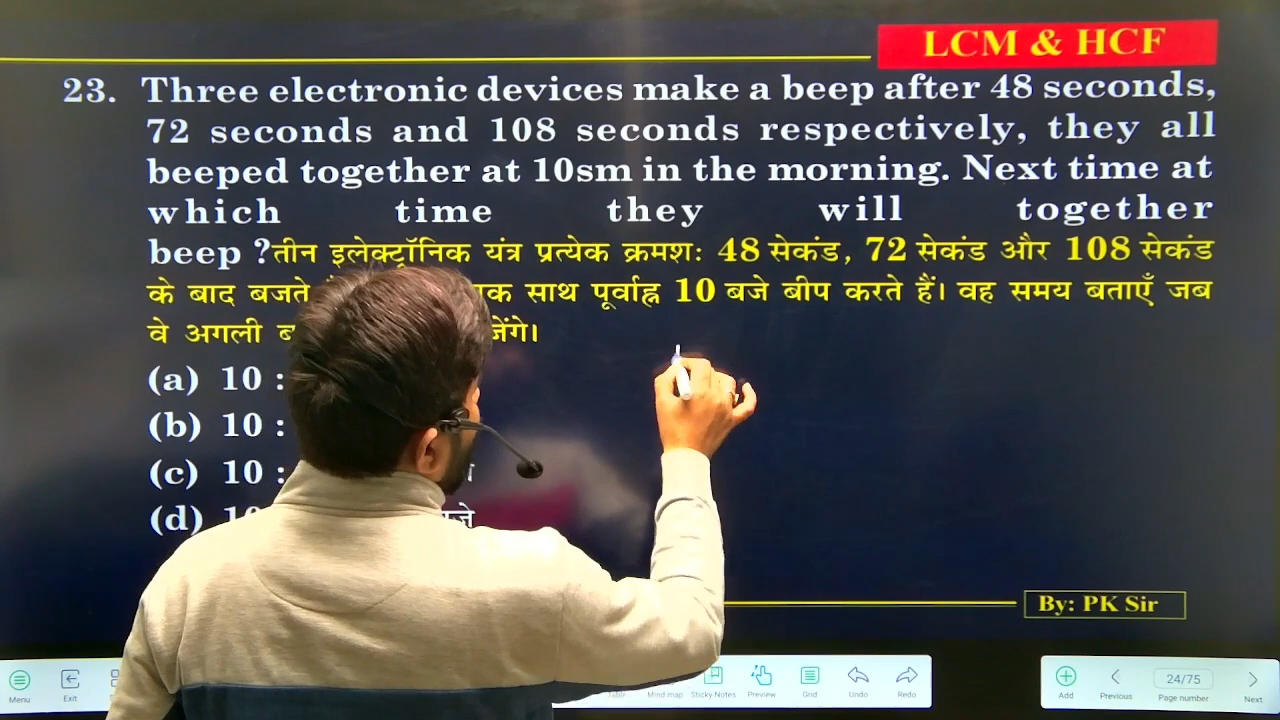 LCM & HCF
23. Three electronic devices make a beep after 48 seconds,
72 seconds and 108 seconds respectively, they all
beeped together at 10sm in the morning. Next time at
which time they will together
beep ?तीन इलेक्ट्रॉनिक यंत्र प्रत्येक क्रमशः 48 सेकंड, 72 सेकंड और 108 सेकंड
के बाद बजते साथ पूर्वाह्न 10 बजे बीप करते हैं। वह समय बताएँ जब
वे अगली
(a) 10 :
(b) 10 :
(c) 10 :
(d)
By: PK Sir
Menu Exit Mind map Sticky Notes Preview Grid Undo Redo Add Previous 24/75 Page number Next